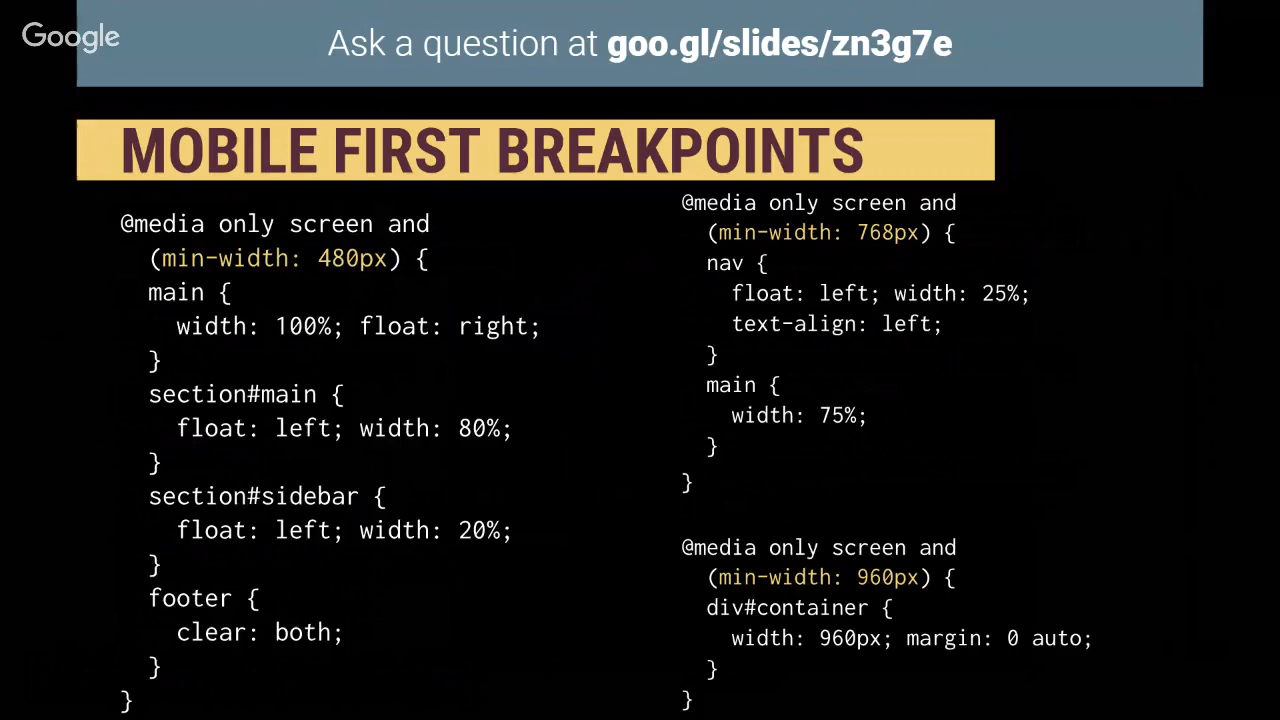 Google
Ask a question at goo.gl/slides/zn3g7e
MOBILE FIRST BREAKPOINTS
@media only screen and
(min-width: 480px) {
main {
width: 100%; float: right;
}
section#main {
float: left; width: 80%;
}
section#sidebar {
float: left; width: 20%;
}
footer {
clear: both;
}
}
@media only screen and
(min-width: 768px) {
nav {
float: left; width: 25%;
text-align: left;
}
main {
width: 75%;
}
}
@media only screen and
(min-width: 960px) {
div#container {
width: 960px; margin: 0 auto;
}
}